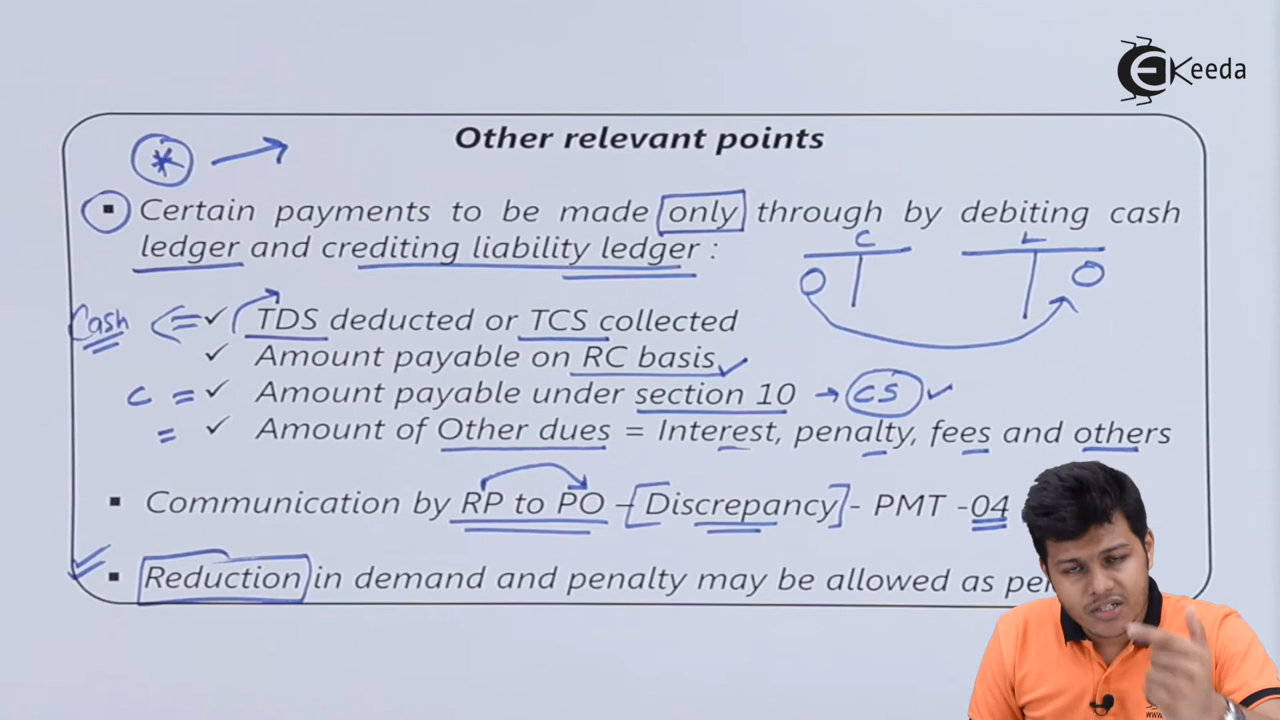 EKeeda
Other relevant points
*
▪ Certain payments to be made only through by debiting cash
ledger and crediting liability ledger :
C L
Cash ✓ TDS deducted or TCS collected
✓ Amount payable on RC basis
C = ✓ Amount payable under section 10 → CS
= ✓ Amount of Other dues = Interest, penalty, fees and others
▪ Communication by RP to PO – [Discrepancy] - PMT -04
▪ Reduction in demand and penalty may be allowed as per
www